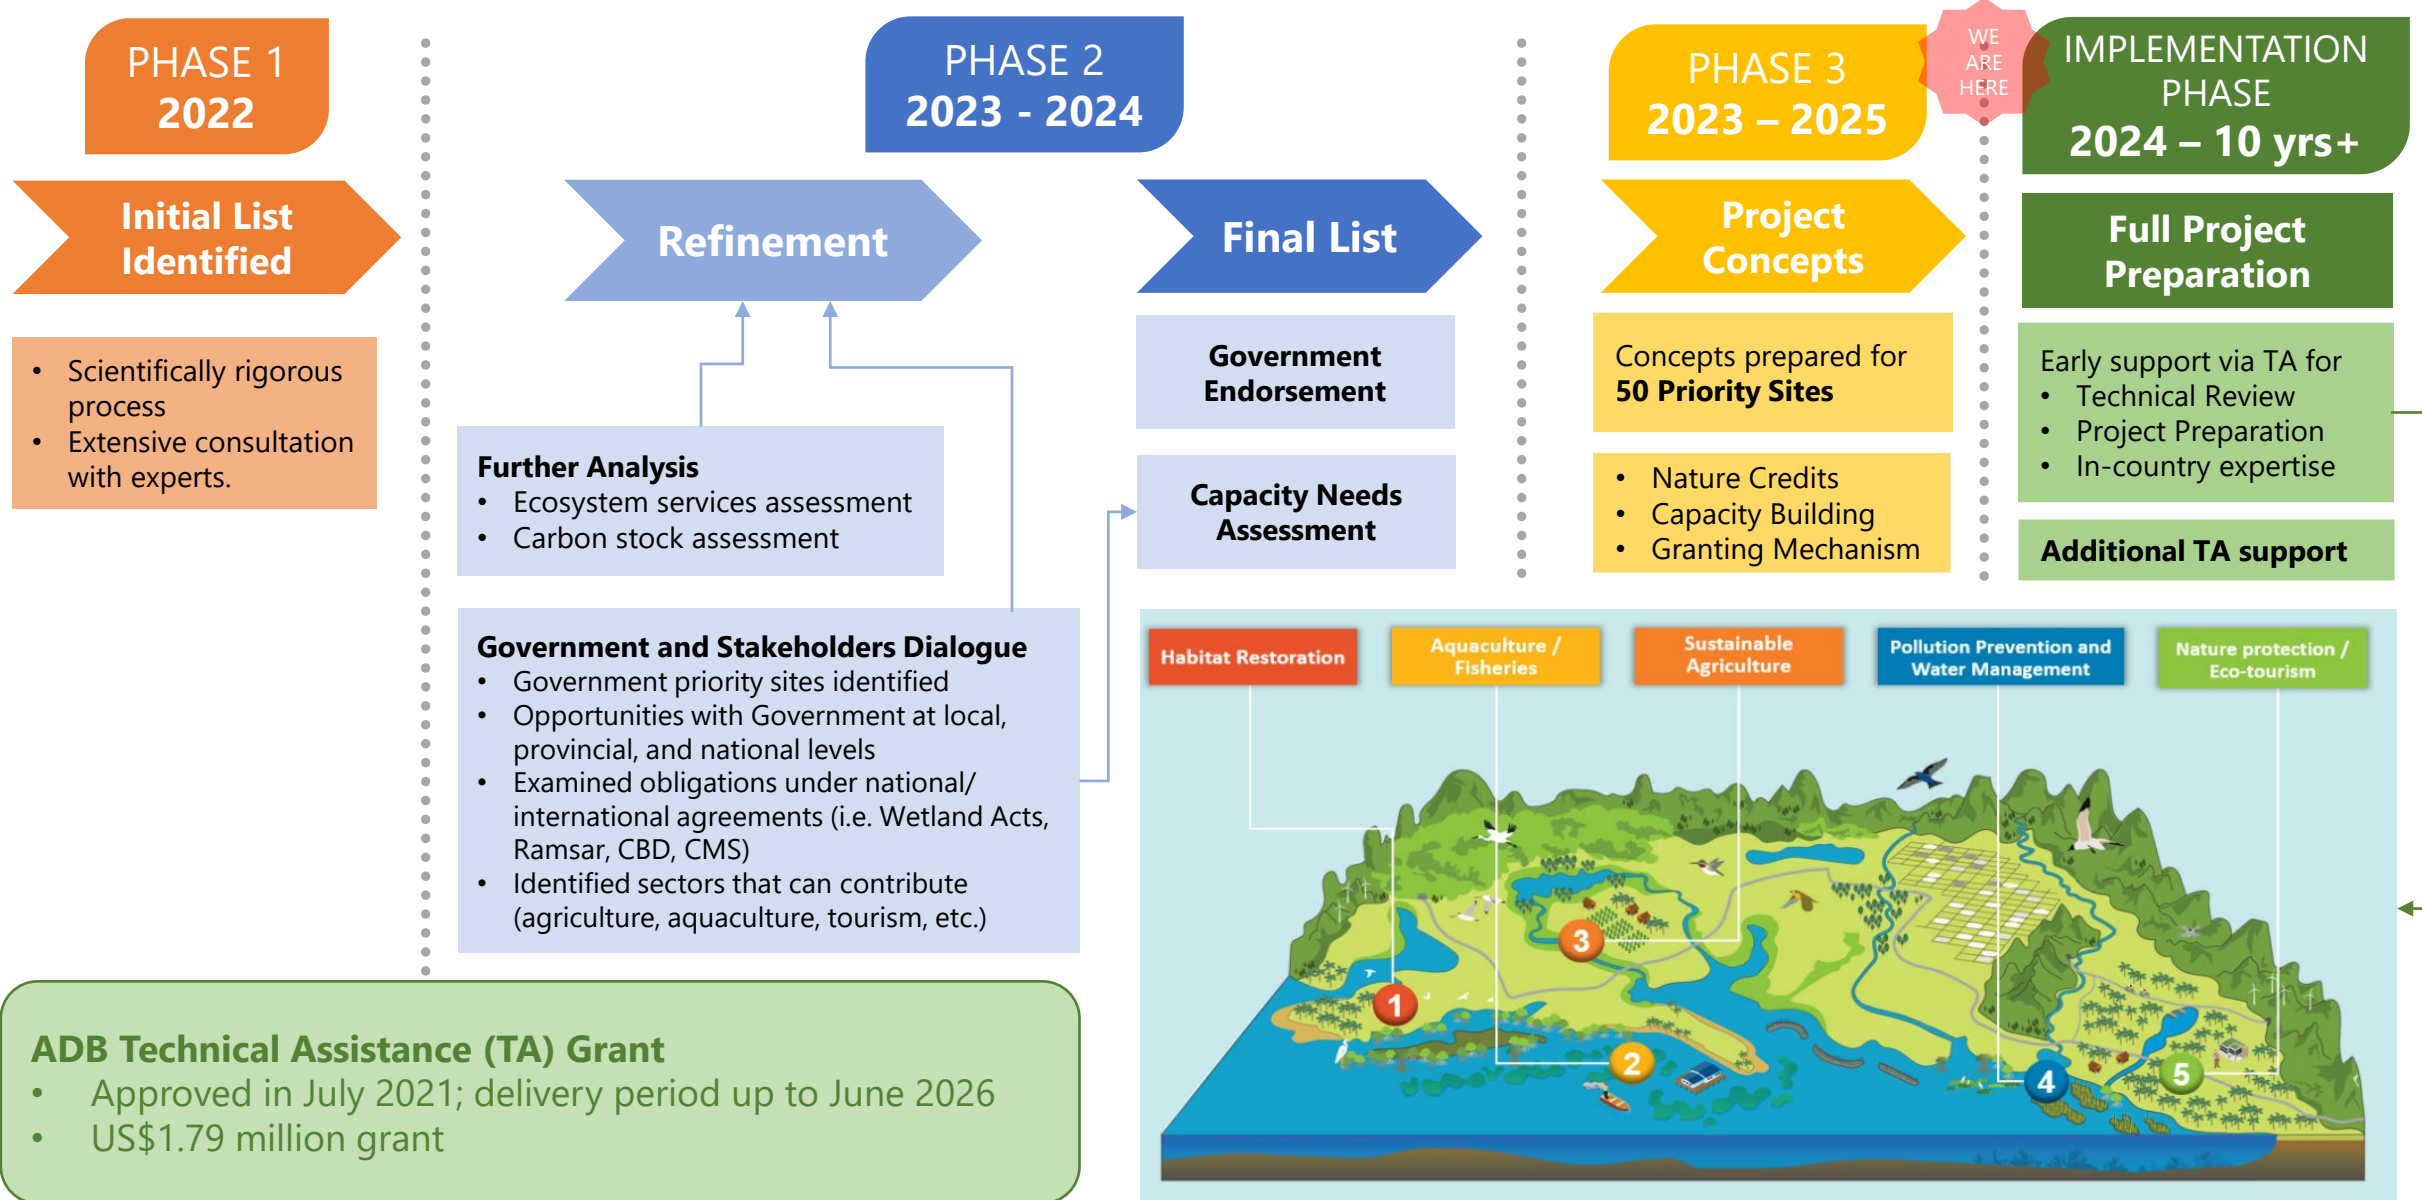 PHASE 1
2022
PHASE 2
2023 - 2024
PHASE 3
2023 – 2025
WE
ARE
HERE
IMPLEMENTATION
PHASE
2024 – 10 yrs+
Initial List
Identified
Refinement
Final List
Project
Concepts
Full Project
Preparation
• Scientifically rigorous
process
• Extensive consultation
with experts.
Further Analysis
• Ecosystem services assessment
• Carbon stock assessment
Government and Stakeholders Dialogue
• Government priority sites identified
• Opportunities with Government at local,
provincial, and national levels
• Examined obligations under national/
international agreements (i.e. Wetland Acts,
Ramsar, CBD, CMS)
• Identified sectors that can contribute
(agriculture, aquaculture, tourism, etc.)
Government
Endorsement
Capacity Needs
Assessment
Concepts prepared for
50 Priority Sites
• Nature Credits
• Capacity Building
• Granting Mechanism
Early support via TA for
• Technical Review
• Project Preparation
• In-country expertise
Additional TA support
Habitat Restoration
Aquaculture /
Fisheries
Sustainable
Agriculture
Pollution Prevention and
Water Management
Nature protection /
Eco-tourism
1
2
3
4
5
ADB Technical Assistance (TA) Grant
• Approved in July 2021; delivery period up to June 2026
• US$1.79 million grant